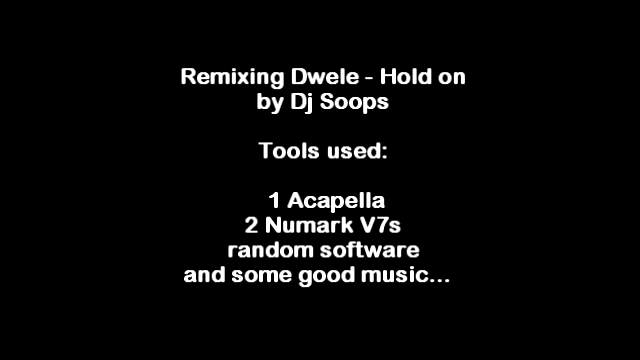 Remixing Dwele - Hold on
by Dj Soops
Tools used:
1 Acapella
2 Numark V7s
random software
and some good music...